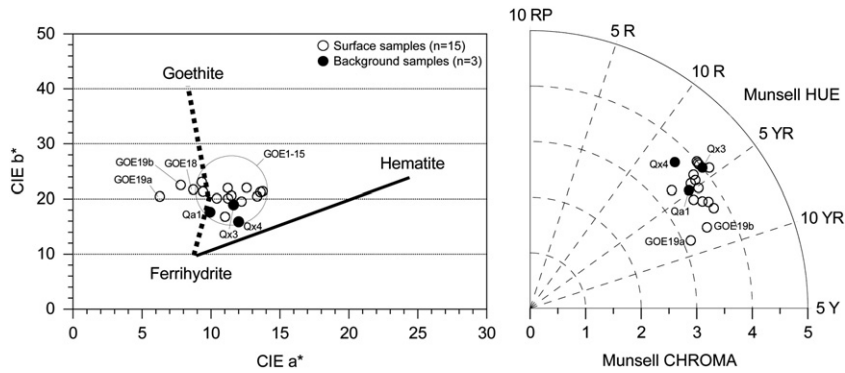 50
40
30
20
10
0
0
5
10
15
20
25
30
CIE b*
CIE a*
Surface samples (n=15)
Background samples (n=3)
Goethite
Hematite
Ferrihydrite
GOE19b
GOE18
GOE1-15
GOE19a
Qa1
Qx3
Qx4
10 RP
5 R
10 R
Munsell HUE
5 YR
10 YR
5 Y
Qx4
Qx3
Qa1
GOE19b
GOE19a
0
1
2
3
4
5
Munsell CHROMA